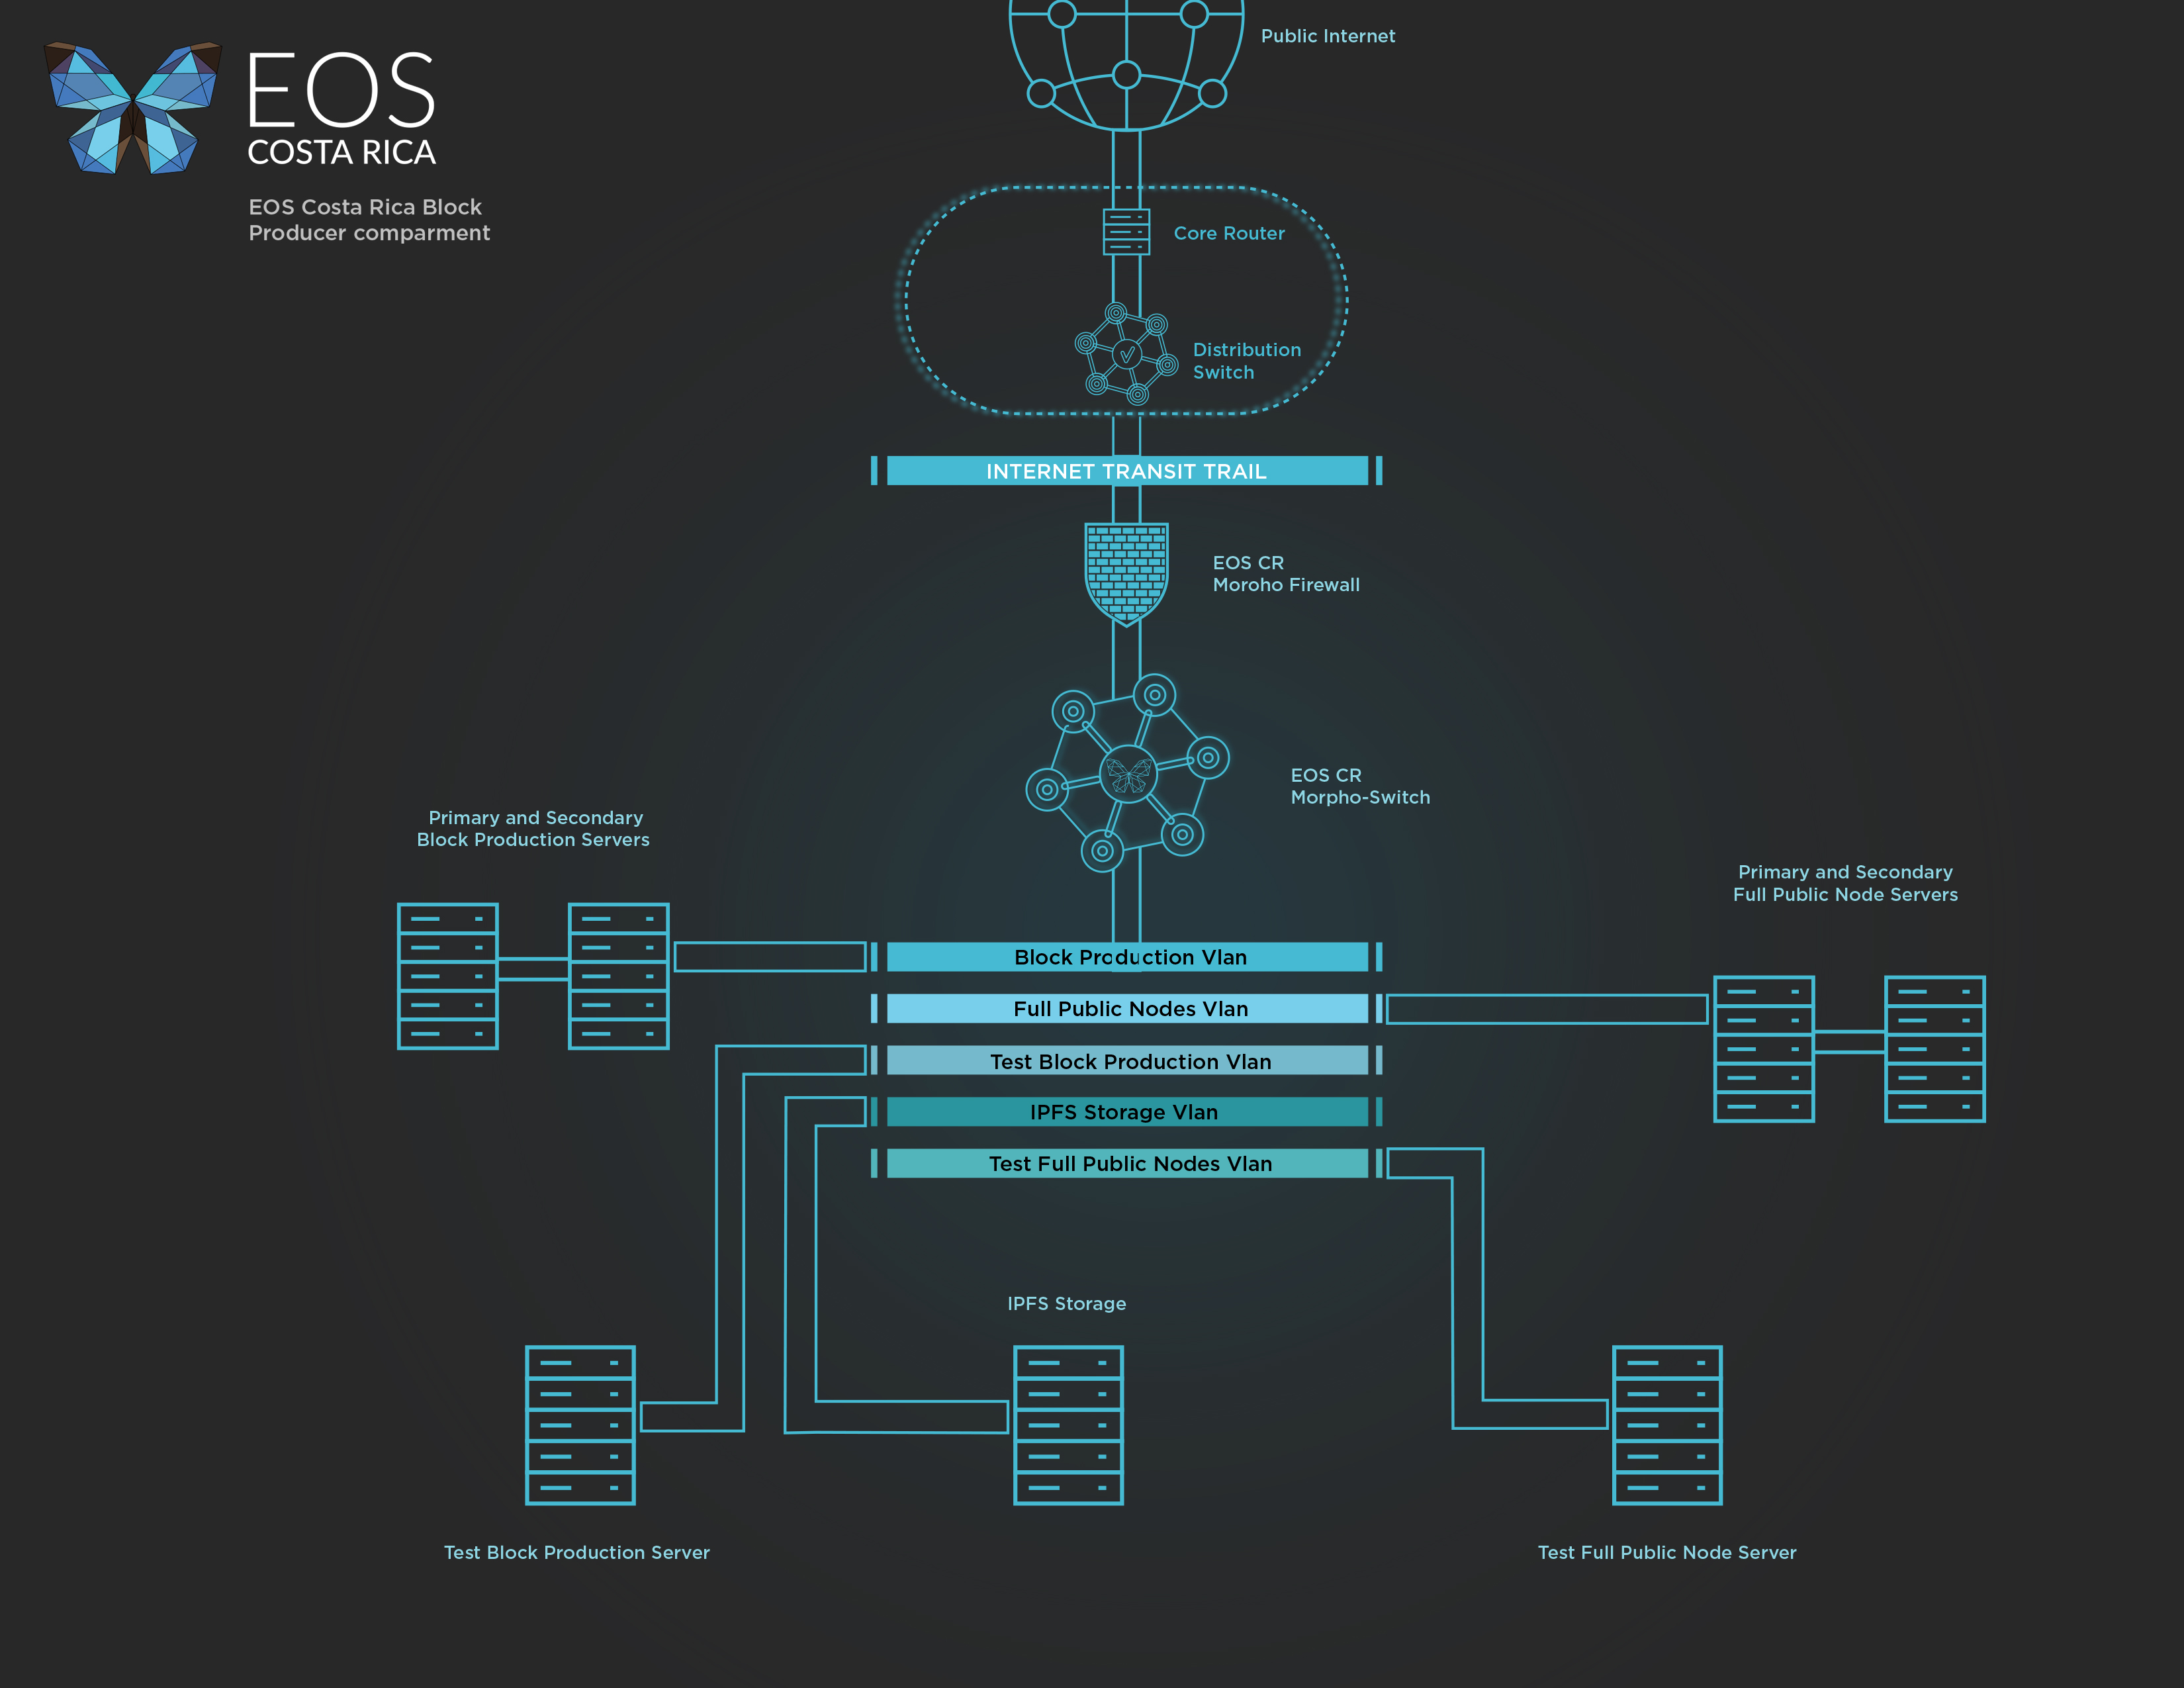 EOS
COSTA RICA
EOS Costa Rica Block
Producer comparment
Public Internet
Core Router
Distribution
Switch
INTERNET TRANSIT TRAIL
EOS CR
Moroho Firewall
EOS CR
Morpho-Switch
Primary and Secondary
Block Production Servers
Primary and Secondary
Full Public Node Servers
Block Production Vlan
Full Public Nodes Vlan
Test Block Production Vlan
IPFS Storage Vlan
Test Full Public Nodes Vlan
IPFS Storage
Test Block Production Server
Test Full Public Node Server